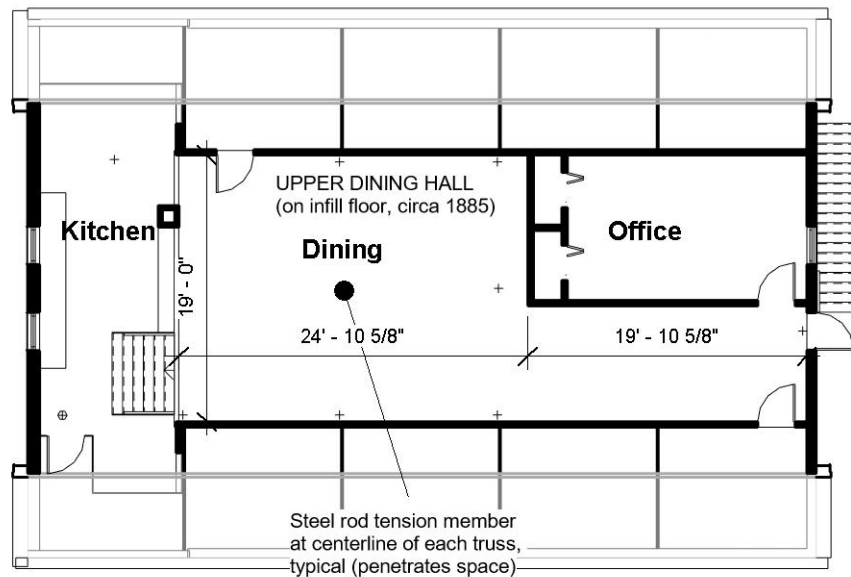 UPPER DINING HALL
(on infill floor, circa 1885)
Kitchen
Dining
Office
19' - 0"
24' - 10 5/8"
19' - 10 5/8"
Steel rod tension member
at centerline of each truss,
typical (penetrates space)